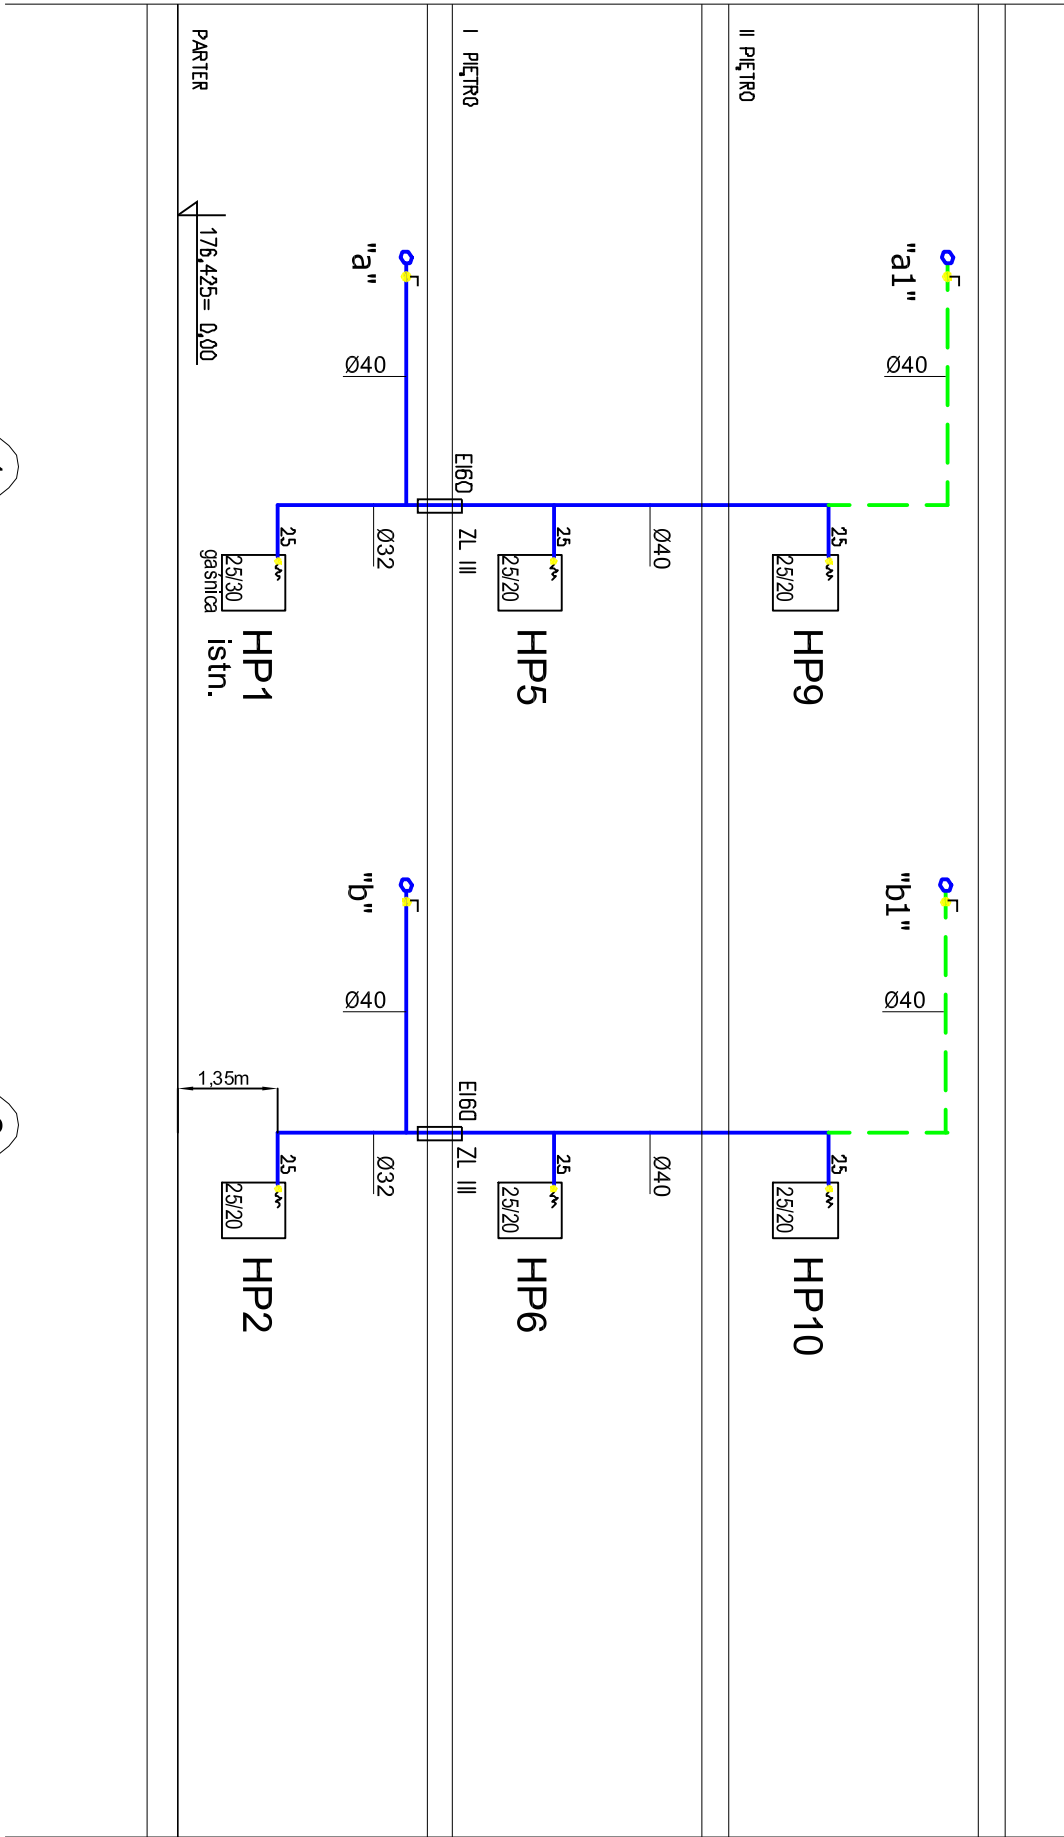 "a1"
Ø40
"b1"
Ø40
II PIĘTRO
25
25/20
HP9
Ø40
25
25/20
HP10
Ø40
I PIĘTRO
EI60
ZL III
25
25/20
HP5
EI60
ZL III
25
25/20
HP6
"a"
Ø40
Ø32
"b"
Ø40
Ø32
PARTER
176,425= 0,00
25
25/30
gaśnica
HP1
istn.
1,35m
25
25/20
HP2